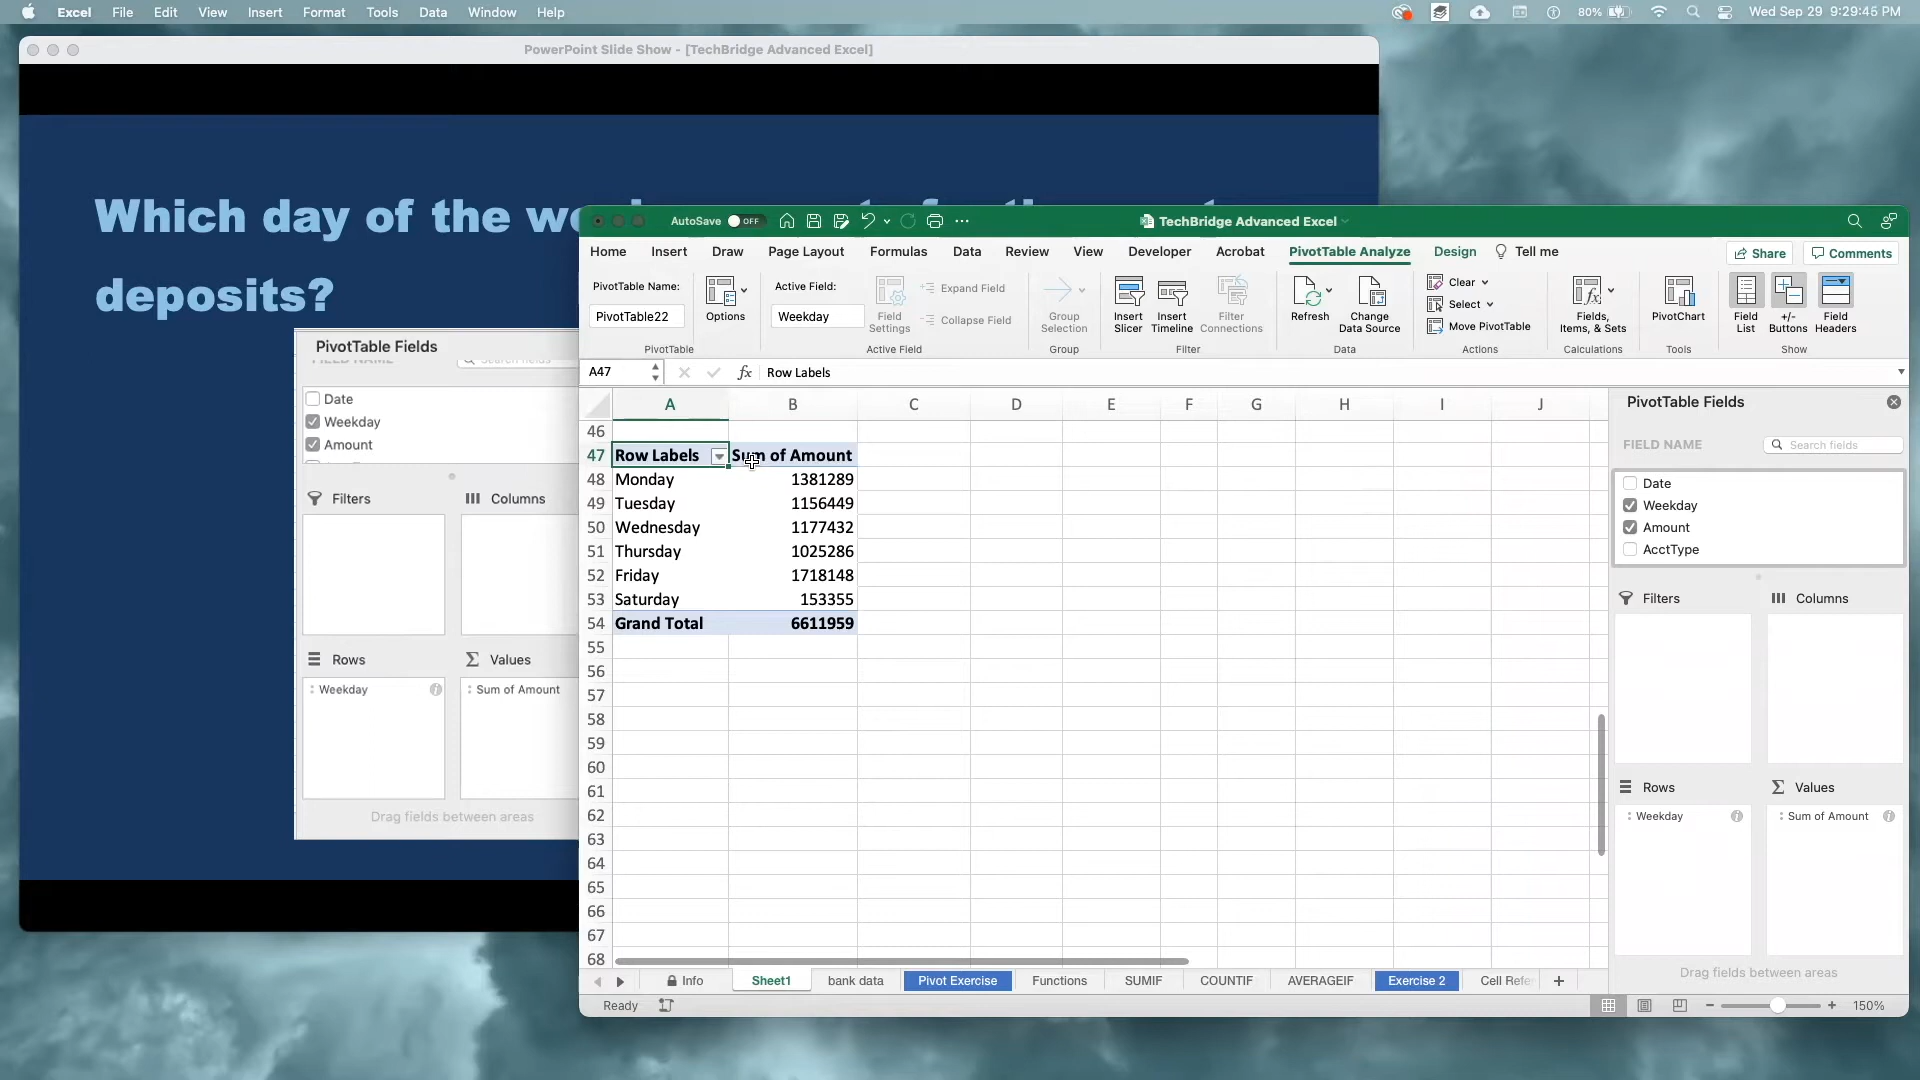 Excel File Edit View Insert Format Tools Data Window Help
80% Wed Sep 29 9:29:45 PM
PowerPoint Slide Show - [TechBridge Advanced Excel]
Which day of the
deposits?
PivotTable Fields
Date
Weekday
Amount
Filters Columns
Rows Values
Weekday Sum of Amount
Drag fields between areas
AutoSave OFF TechBridge Advanced Excel
Home Insert Draw Page Layout Formulas Data Review View Developer Acrobat PivotTable Analyze Design Tell me Share Comments
PivotTable Name:
PivotTable22
Options
PivotTable
Active Field:
Weekday
Field Settings
Expand Field
Collapse Field
Active Field
Group Selection
Group
Insert Slicer
Insert Timeline
Filter Connections
Filter
Refresh
Change Data Source
Data
Clear
Select
Move PivotTable
Actions
Fields, Items, & Sets
Calculations
PivotChart
Tools
Field List
+/- Buttons
Field Headers
Show
A47 fx Row Labels
A B C D E F G H I J
46
47 Row Labels Sum of Amount
48 Monday 1381289
49 Tuesday 1156449
50 Wednesday 1177432
51 Thursday 1025286
52 Friday 1718148
53 Saturday 153355
54 Grand Total 6611959
55
56
57
58
59
60
61
62
63
64
65
66
67
68
PivotTable Fields
FIELD NAME Search fields
Date
Weekday
Amount
AcctType
Filters Columns
Rows Values
Weekday Sum of Amount
Drag fields between areas
Info Sheet1 bank data Pivot Exercise Functions SUMIF COUNTIF AVERAGEIF Exercise 2 Cell Refe
Ready 150%